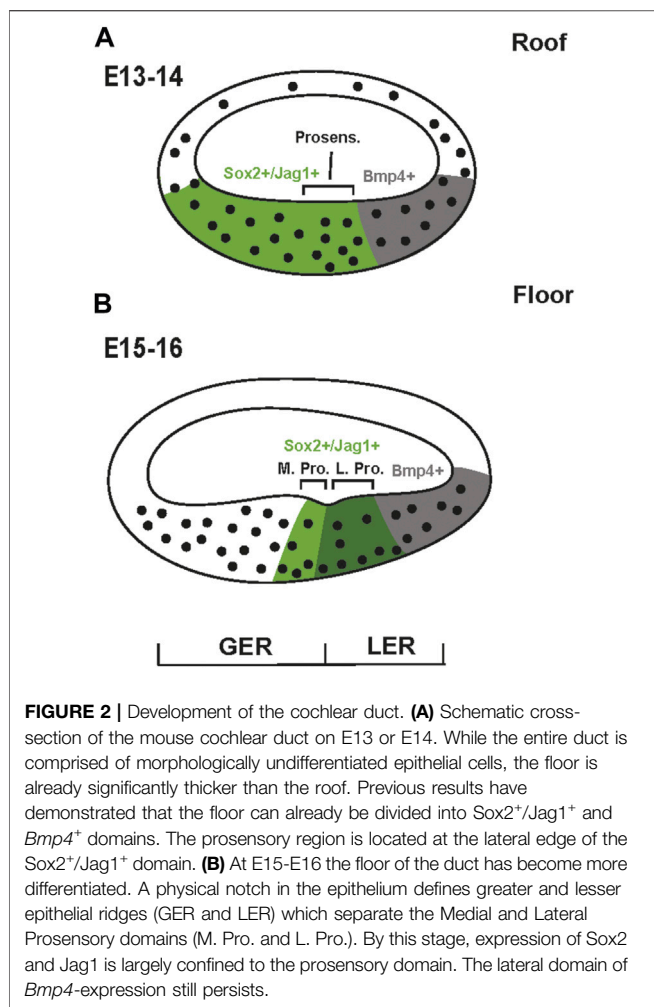 A
Roof
E13-14
Prosens.
Sox2+/Jag1+
Bmp4+
Floor
B
E15-16
Sox2+/Jag1+
M. Pro. L. Pro.
Bmp4+
GER
LER
FIGURE 2 | Development of the cochlear duct. (A) Schematic cross-
section of the mouse cochlear duct on E13 or E14. While the entire duct is
comprised of morphologically undifferentiated epithelial cells, the floor is
already significantly thicker than the roof. Previous results have
demonstrated that the floor can already be divided into Sox2⁺/Jag1⁺ and
Bmp4⁺ domains. The prosensory region is located at the lateral edge of the
Sox2⁺/Jag1⁺ domain. (B) At E15-E16 the floor of the duct has become more
differentiated. A physical notch in the epithelium defines greater and lesser
epithelial ridges (GER and LER) which separate the Medial and Lateral
Prosensory domains (M. Pro. and L. Pro.). By this stage, expression of Sox2
and Jag1 is largely confined to the prosensory domain. The lateral domain of
Bmp4-expression still persists.